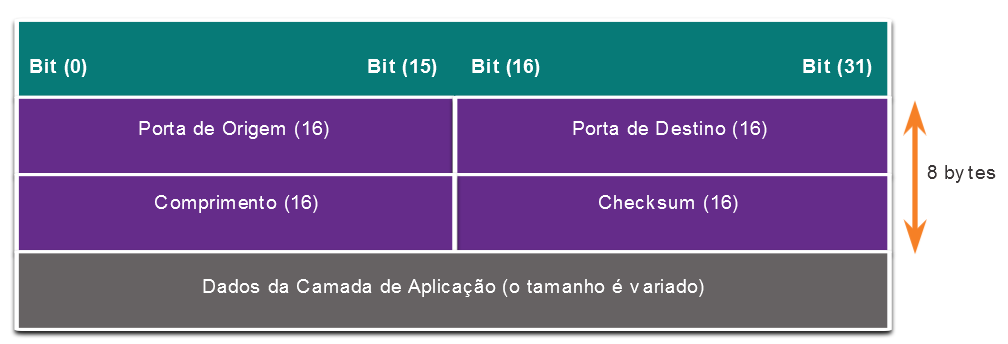 Bit (0) Bit (15) Bit (16) Bit (31)
Porta de Origem (16) Porta de Destino (16)
8 bytes
Comprimento (16) Checksum (16)
Dados da Camada de Aplicação (o tamanho é variado)